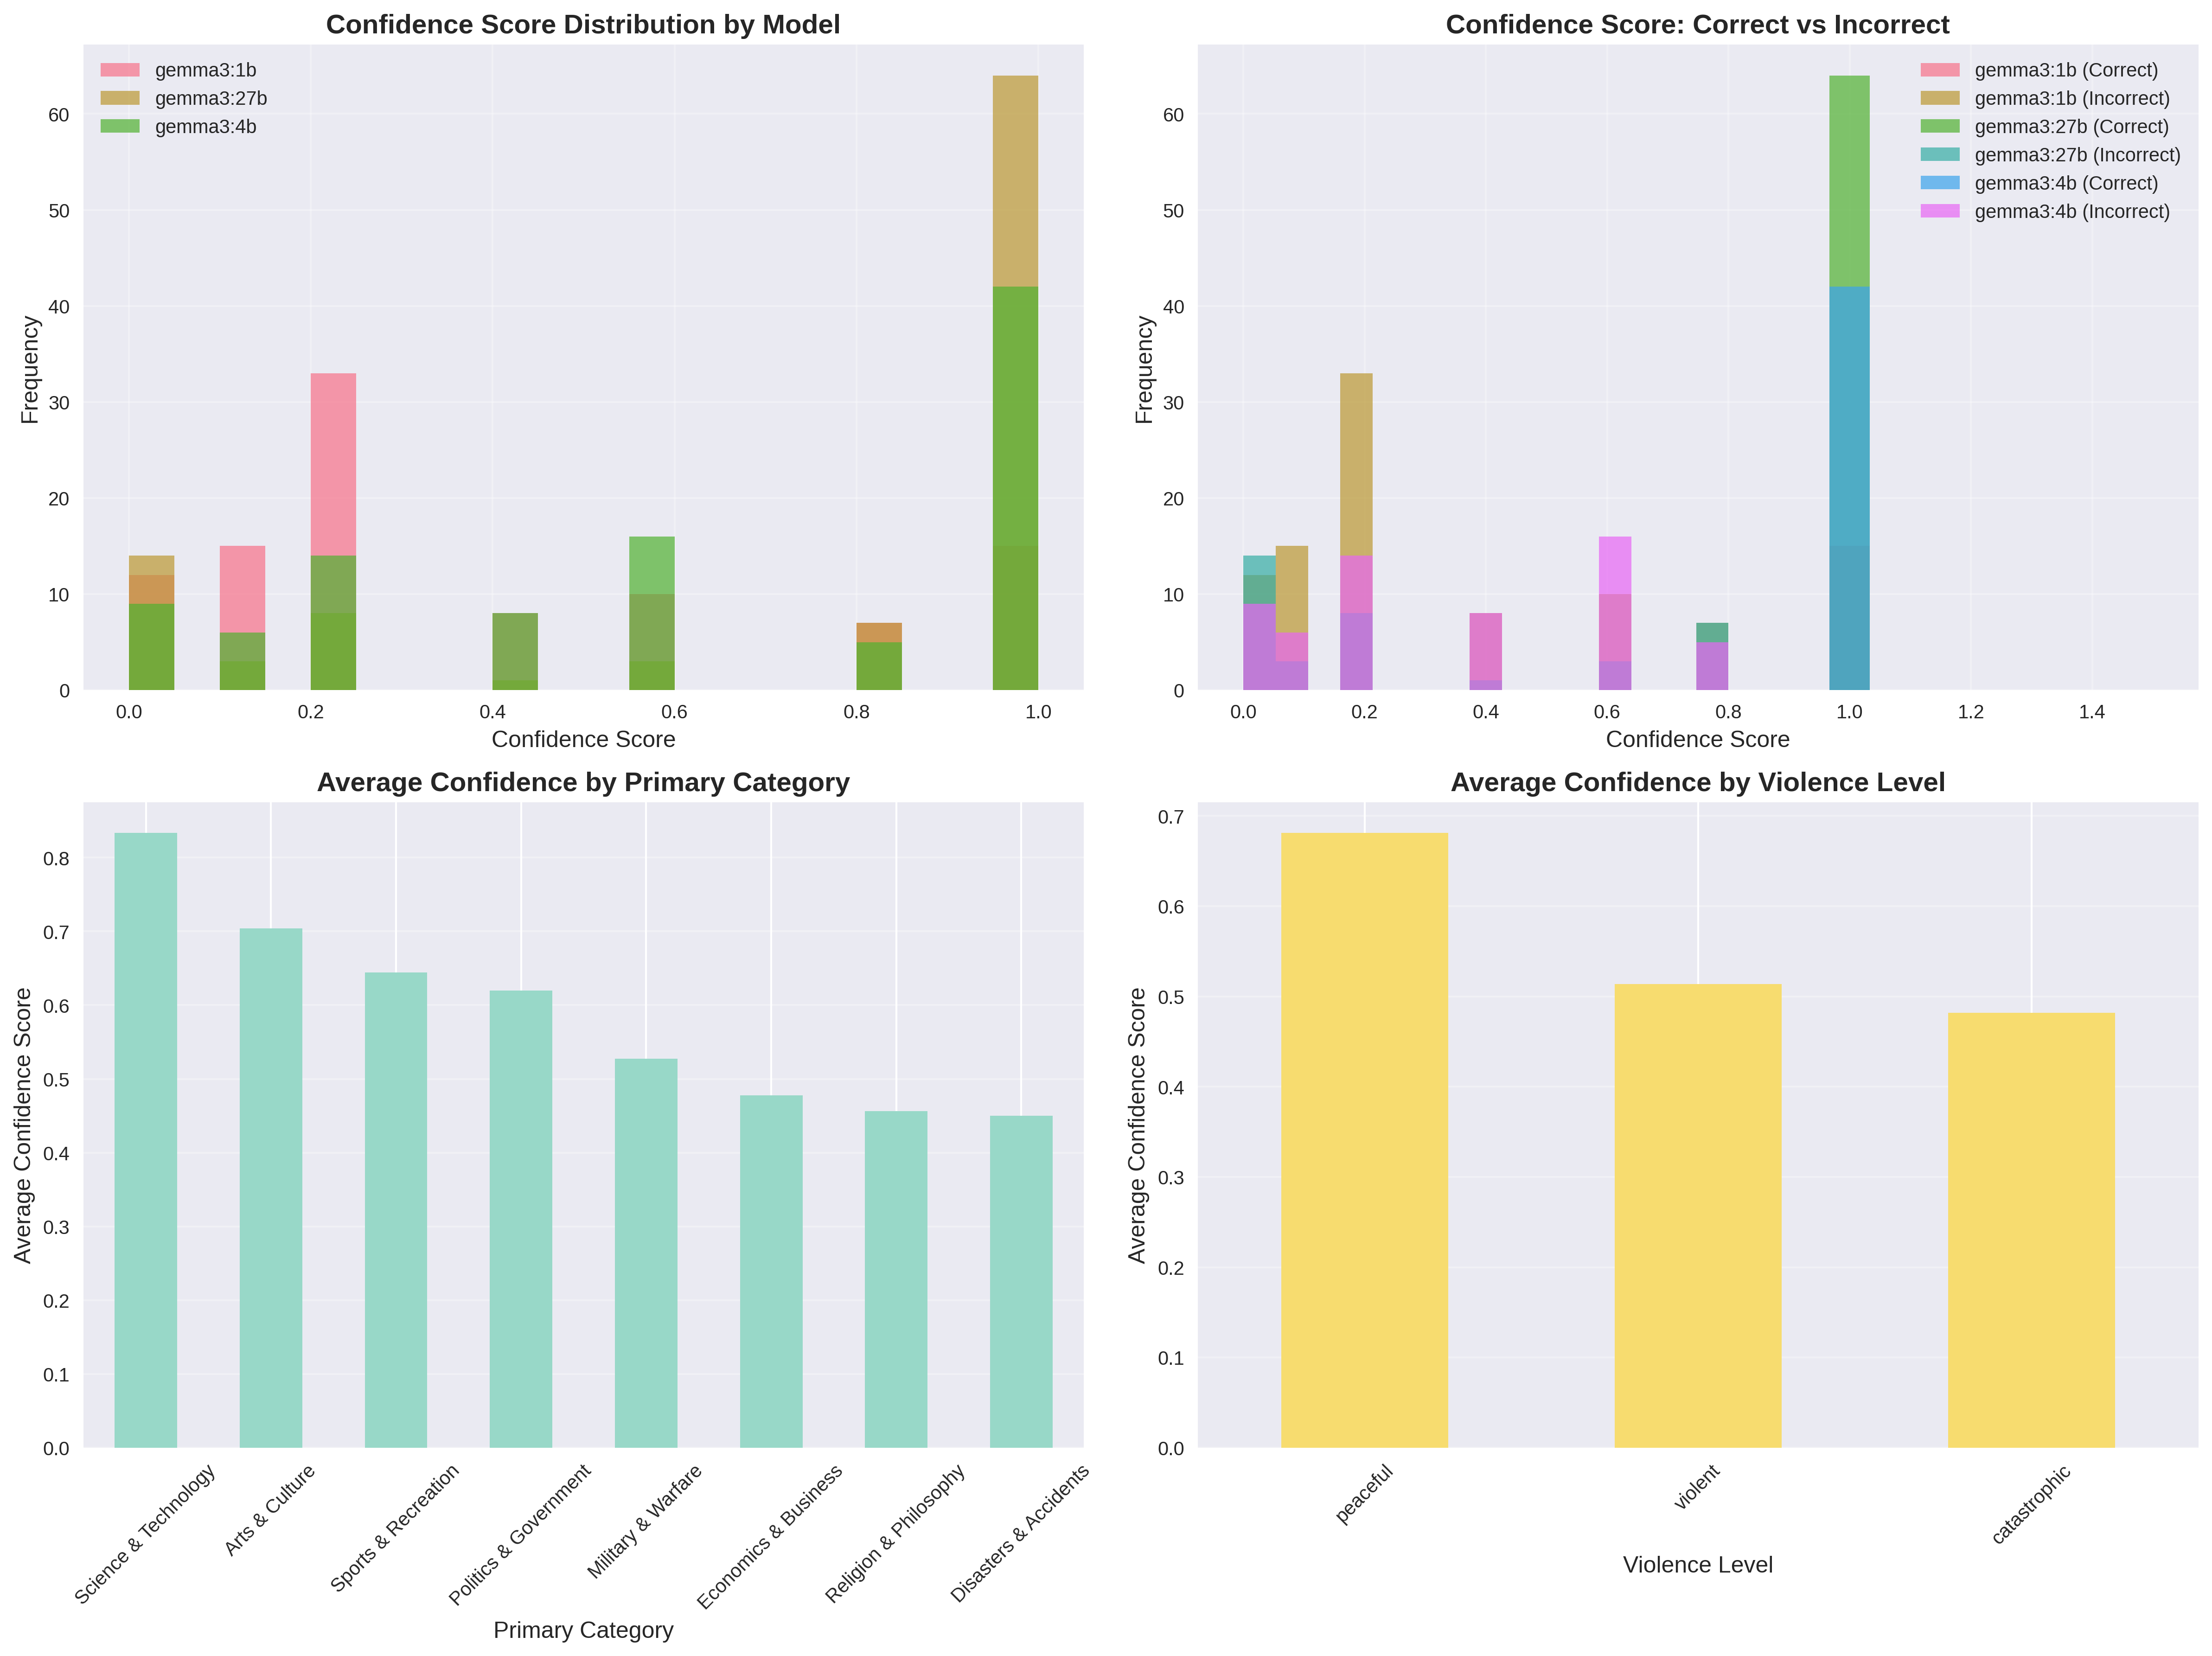 Confidence Score Distribution by Model
gemma3:1b
gemma3:27b
gemma3:4b
Frequency
60
50
40
30
20
10
0
0.0 0.2 0.4 0.6 0.8 1.0
Confidence Score
Confidence Score: Correct vs Incorrect
gemma3:1b (Correct)
gemma3:1b (Incorrect)
gemma3:27b (Correct)
gemma3:27b (Incorrect)
gemma3:4b (Correct)
gemma3:4b (Incorrect)
Frequency
60
50
40
30
20
10
0
0.0 0.2 0.4 0.6 0.8 1.0 1.2 1.4
Confidence Score
Average Confidence by Primary Category
Average Confidence Score
0.8
0.7
0.6
0.5
0.4
0.3
0.2
0.1
0.0
Science & Technology
Arts & Culture
Sports & Recreation
Politics & Government
Military & Warfare
Economics & Business
Religion & Philosophy
Disasters & Accidents
Primary Category
Average Confidence by Violence Level
Average Confidence Score
0.7
0.6
0.5
0.4
0.3
0.2
0.1
0.0
peaceful
violent
catastrophic
Violence Level